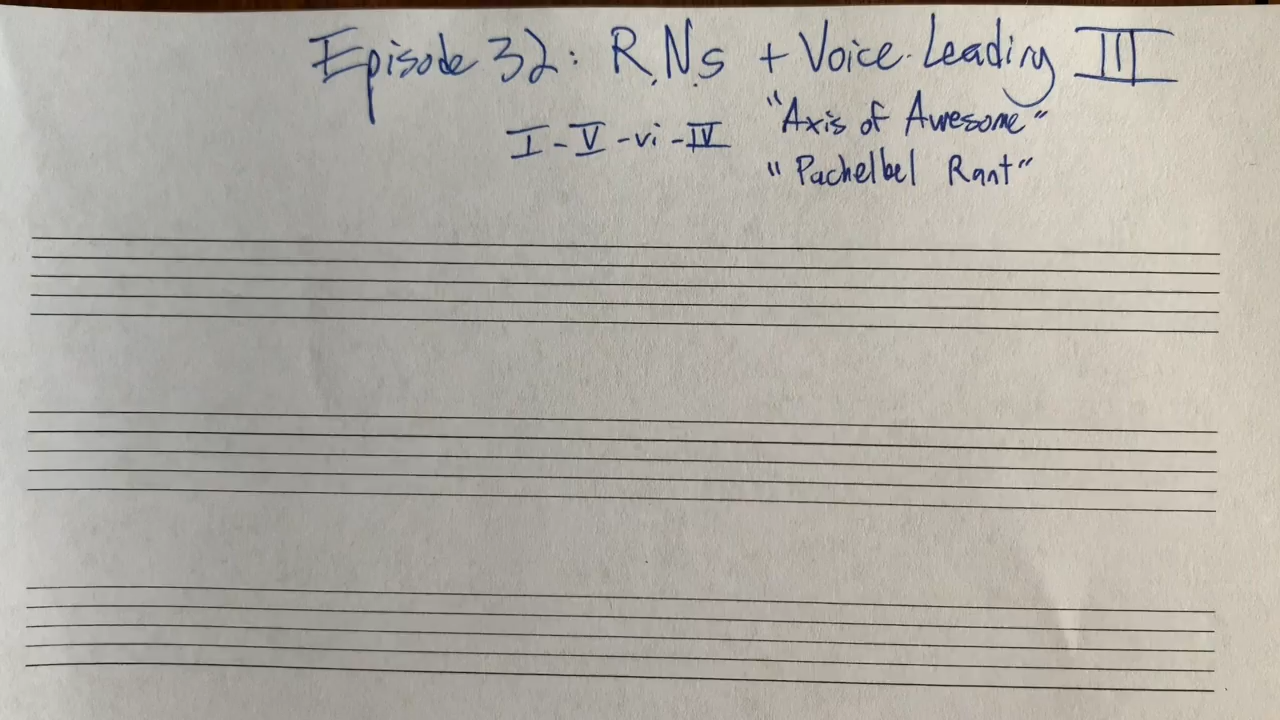 Episode 32: R.N.s + Voice-Leading III
I-V-vi-IV "Axis of Awesome"
"Pachelbel Rant"